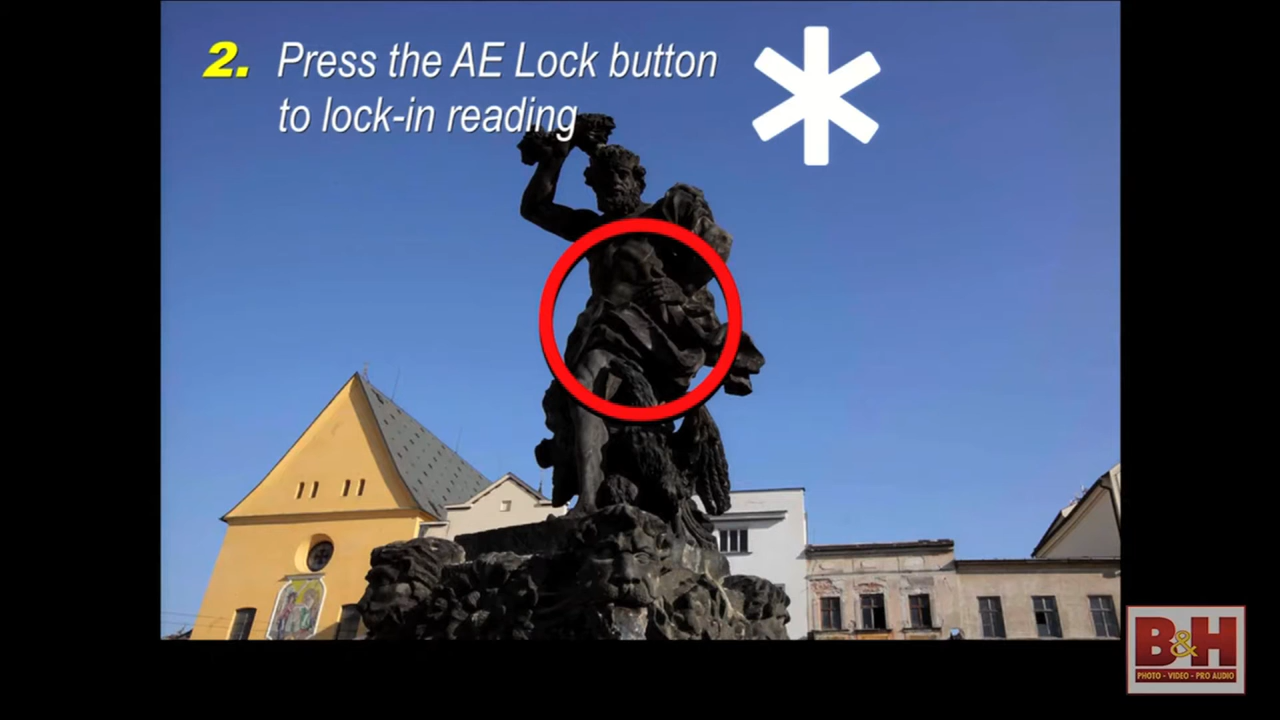 2. Press the AE Lock button
to lock-in reading
B&H
PHOTO - VIDEO - PRO AUDIO